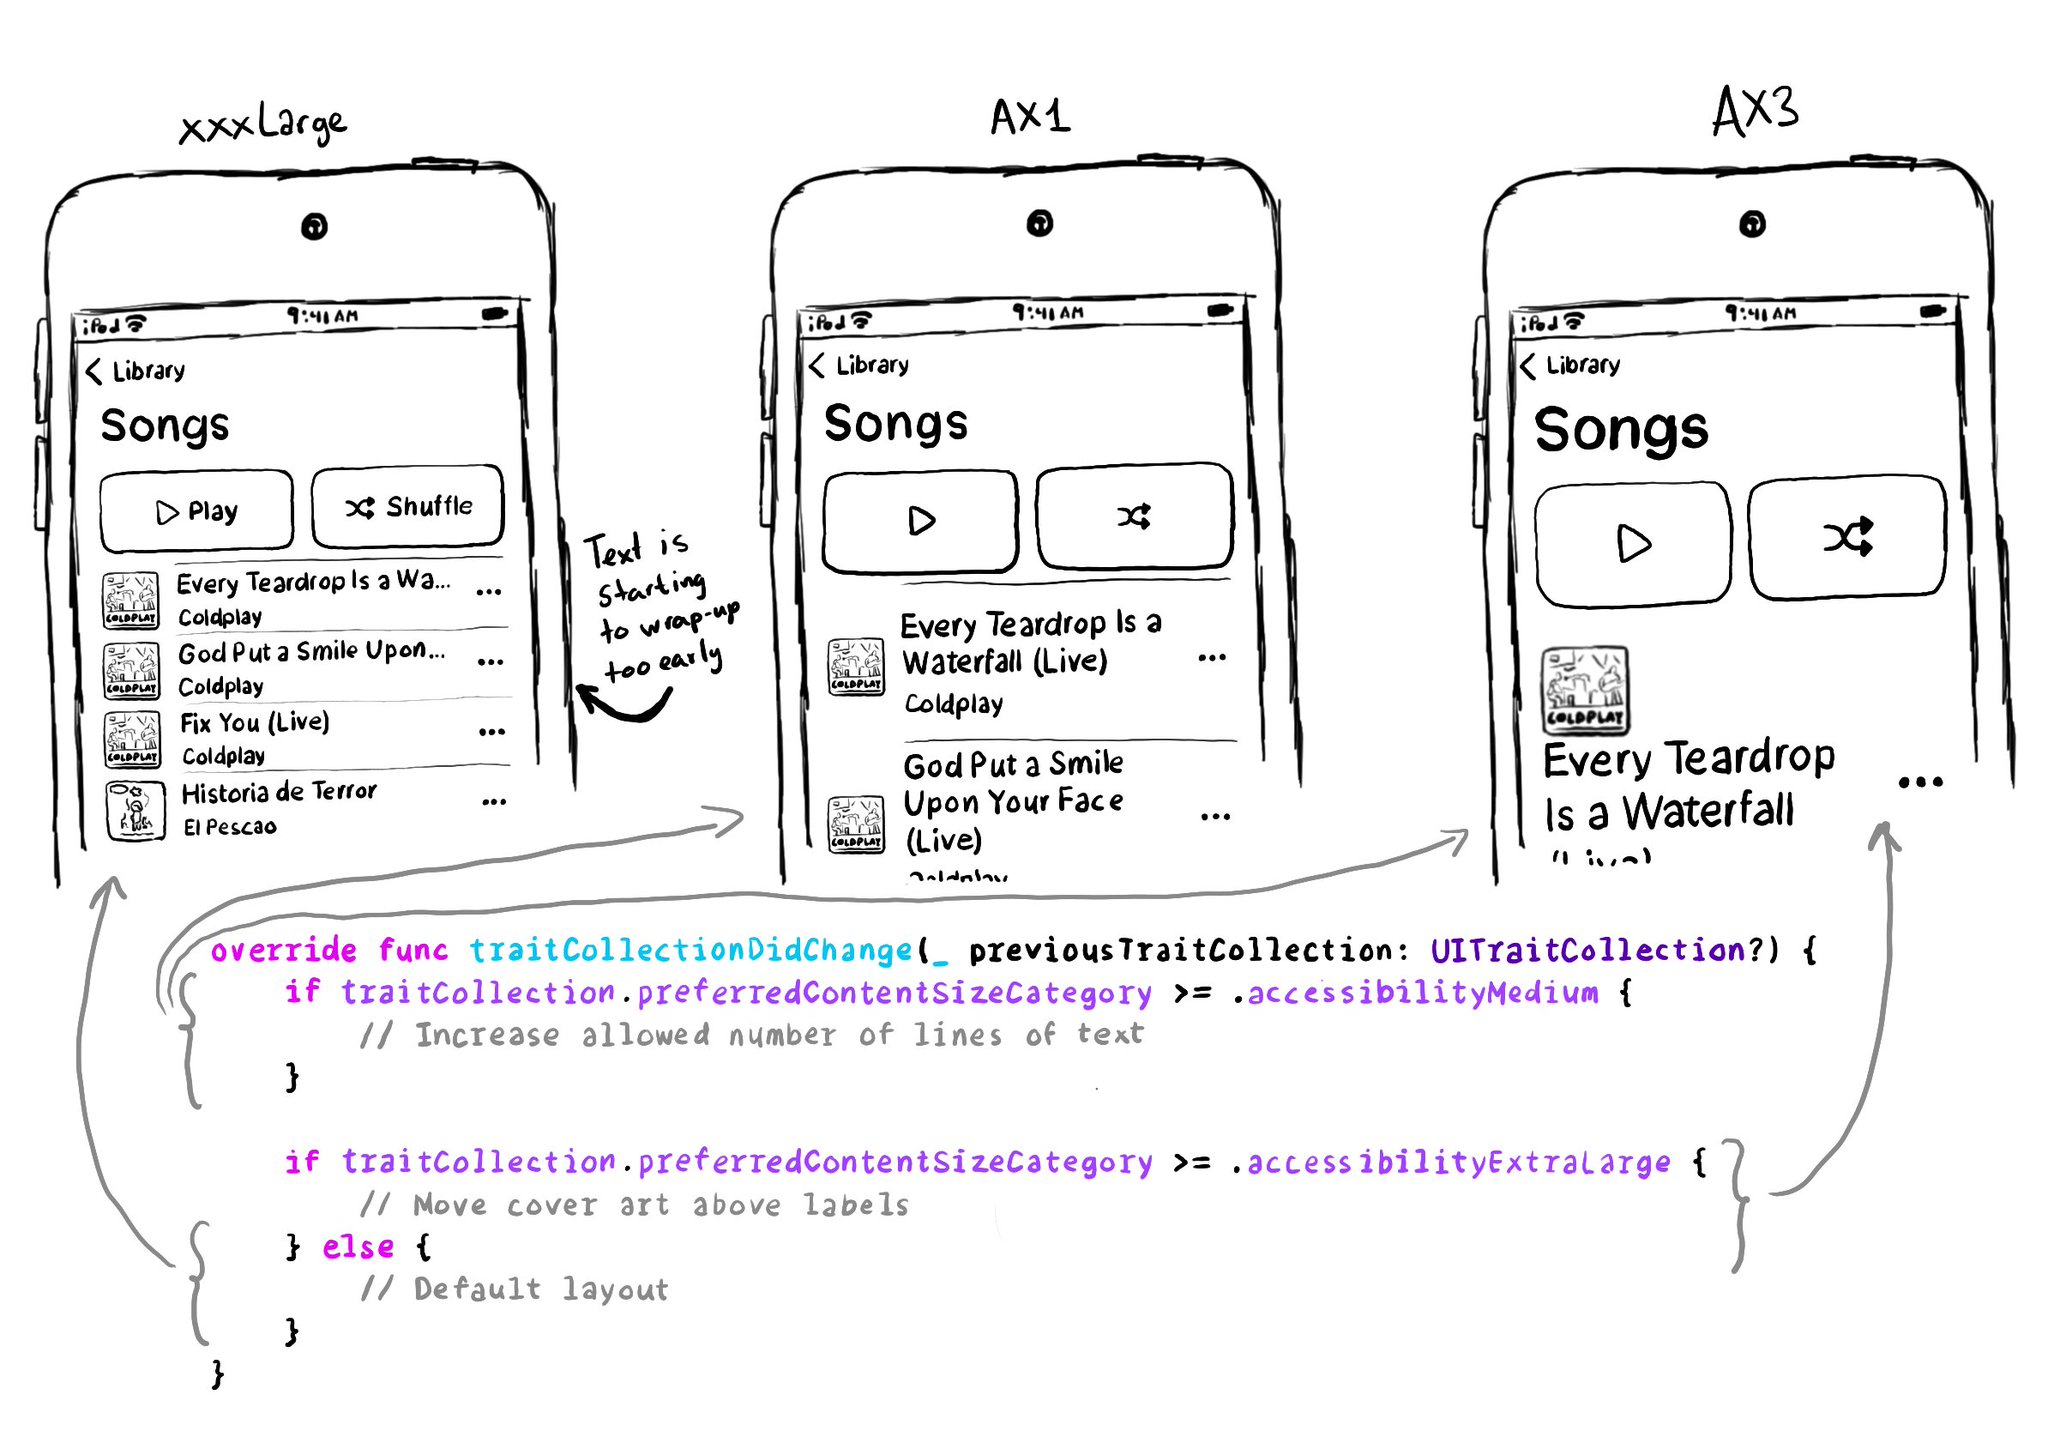 xxxLarge
iPod 9:41 AM
Library
Songs
Play Shuffle
Every Teardrop Is a Wa... ...
Coldplay
COLDPLAY
God Put a Smile Upon... ...
Coldplay
COLDPLAY
Fix You (Live) ...
Coldplay
COLDPLAY
Historia de Terror ...
El Pescao
Text is
starting
to wrap-up
too early
AX1
iPod 9:41 AM
Library
Songs
Every Teardrop Is a
Waterfall (Live) ...
COLDPLAY
Coldplay
God Put a Smile
Upon Your Face ...
(Live)
COLDPLAY
Coldplay
AX3
iPod 9:41 AM
Library
Songs
COLDPLAY
Every Teardrop
Is a Waterfall ...
(Live)
override func traitCollectionDidChange(_ previousTraitCollection: UITraitCollection?) {
if traitCollection.preferredContentSizeCategory >= .accessibilityMedium {
// Increase allowed number of lines of text
}
if traitCollection.preferredContentSizeCategory >= .accessibilityExtraLarge {
// Move cover art above labels
} else {
// Default layout
}
}